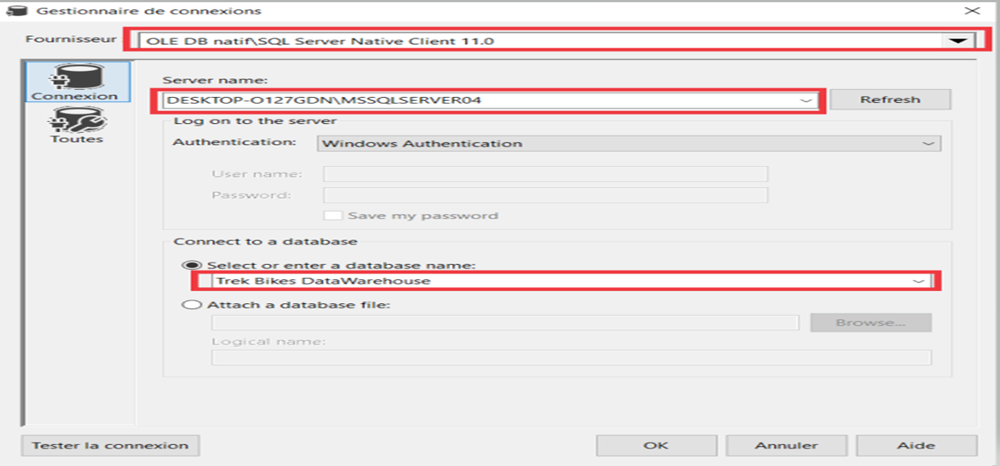 Gestionnaire de connexions
Fournisseur
OLE DB natif\SQL Server Native Client 11.0
Connexion
Toutes
Server name:
DESKTOP-O127GDN\MSSQLSERVER04
Refresh
Log on to the server
Authentication:
Windows Authentication
User name:
Password:
Save my password
Connect to a database
Select or enter a database name:
Trek Bikes DataWarehouse
Attach a database file:
Browse...
Logical name:
Tester la connexion
OK
Annuler
Aide